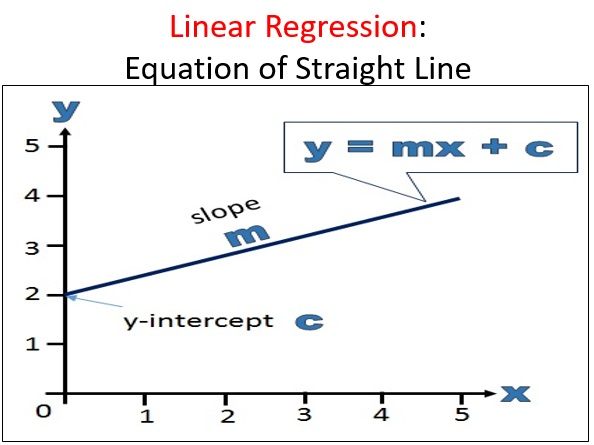 Linear Regression:
Equation of Straight Line
y
5
y = mx + c
4
slope
m
3
2
y-intercept c
1
0
1 2 3 4 5
x